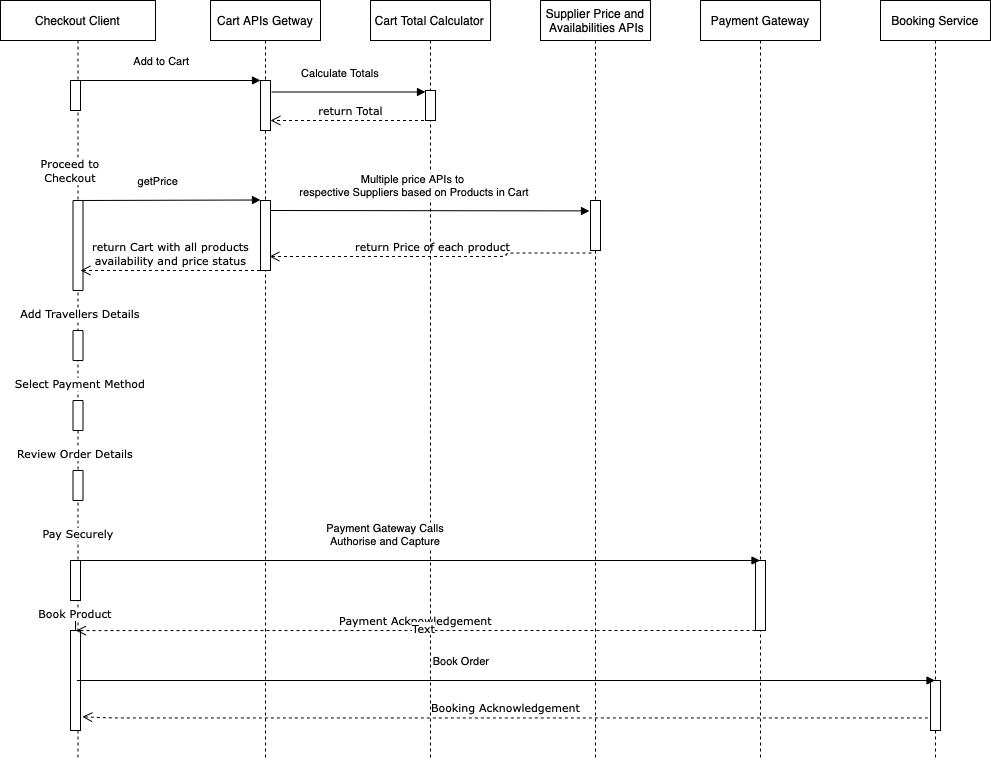 Checkout Client
Cart APIs Getway
Cart Total Calculator
Supplier Price and
Availabilities APIs
Payment Gateway
Booking Service
Add to Cart
Calculate Totals
return Total
Proceed to
Checkout
getPrice
Multiple price APIs to
respective Suppliers based on Products in Cart
return Cart with all products
availability and price status
return Price of each product
Add Travellers Details
Select Payment Method
Review Order Details
Pay Securely
Payment Gateway Calls
Authorise and Capture
Book Product
Payment Acknowledgement
Text
Book Order
Booking Acknowledgement